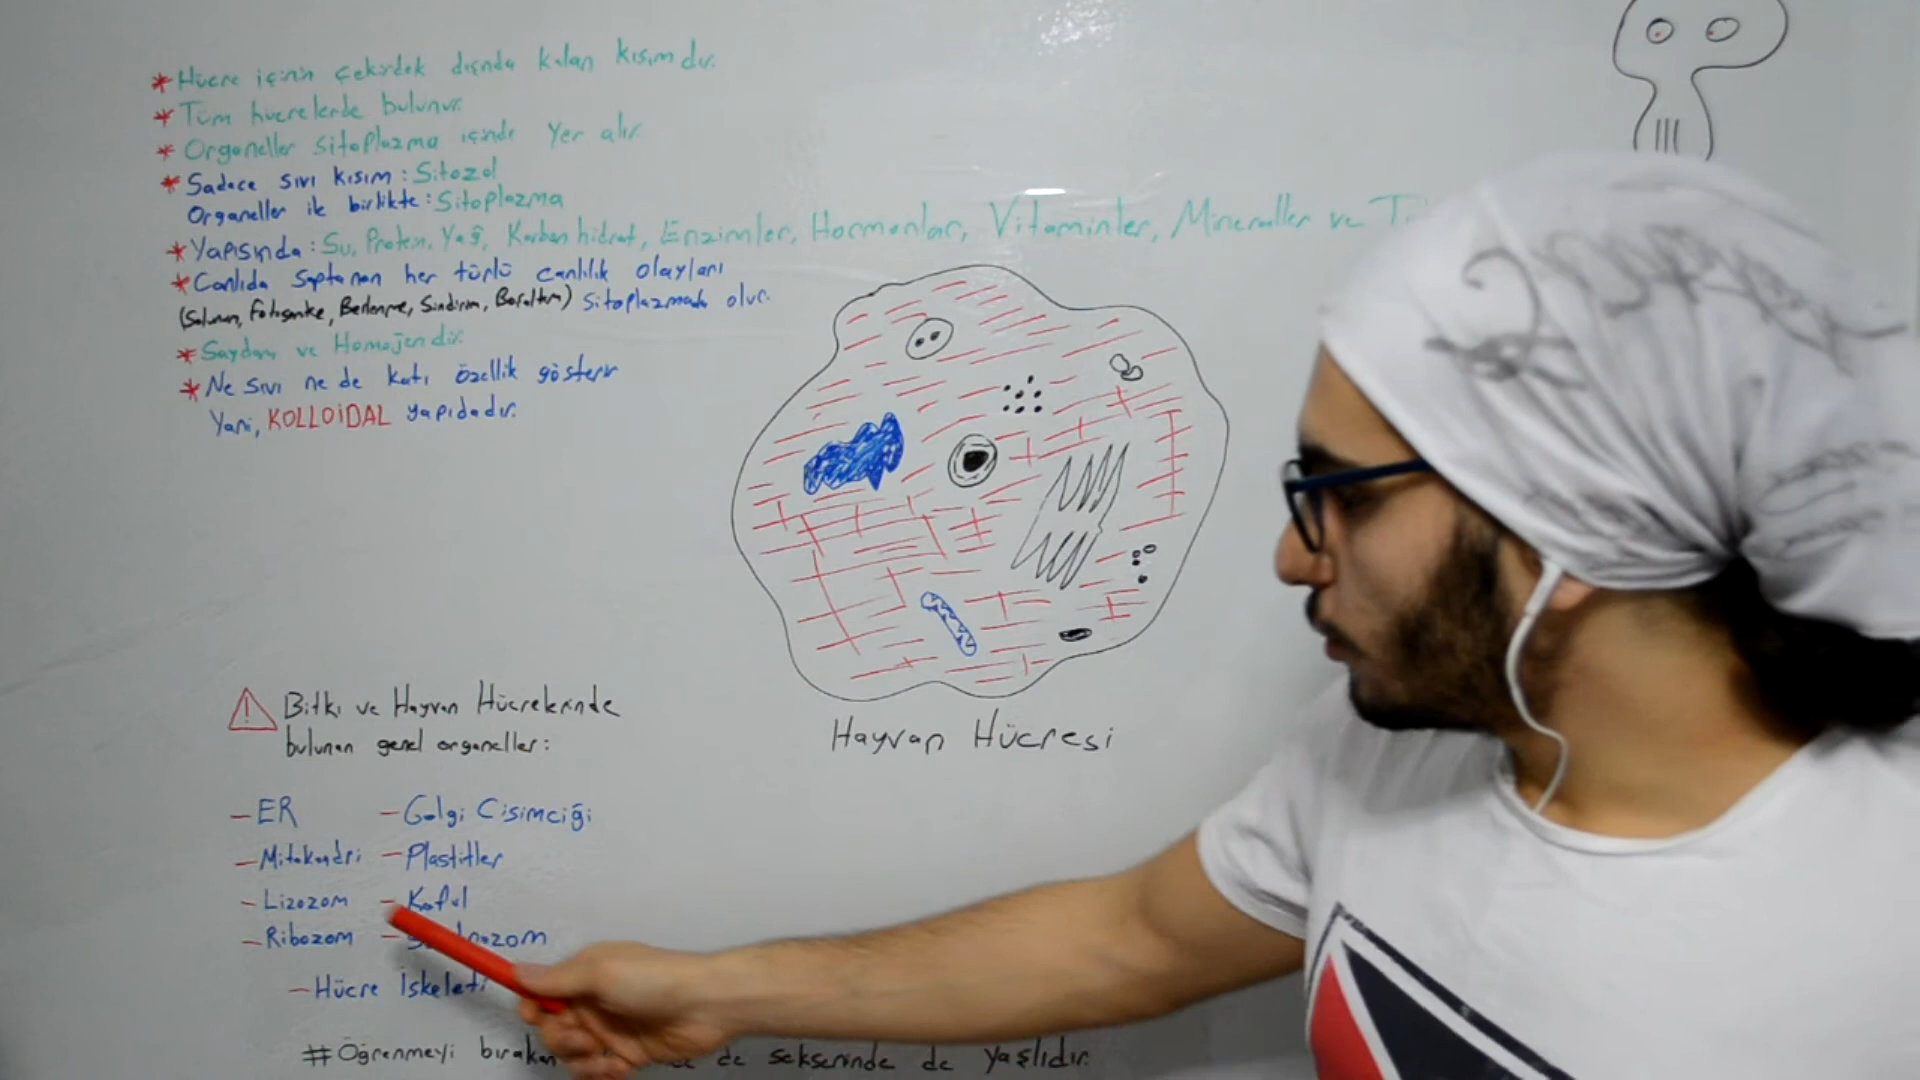 * Hücre içinin çekirdek dışında kalan kısımdır.
* Tüm hücrelerde bulunur.
* Organeller sitoplazma içinde yer alır.
* Sadece sıvı kısım : Sitozol
Organeller ile birlikte : Sitoplazma
* Yapısında : Su, Protein, Yağ, Karbonhidrat, Enzimler, Hormonlar, Vitaminler, Mineraller ve
* Canlıda saptanan her türlü canlılık olayları
(Solunum, Fotosentez, Beslenme, Sindirim, Boşaltım) sitoplazmada olur.
* Saydam ve Homojendir.
* Ne sıvı ne de katı özellik gösterir
Yani, KOLLOİDAL yapıdadır.
Hayvan Hücresi
! Bitki ve Hayvan Hücrelerinde
bulunan genel organeller :
- ER - Golgi Cisimciği
- Mitokondri - Plastitler
- Lizozom - Koful
- Ribozom -
- Hücre İskeleti
# Öğrenmeyi bırakan de sekseninde de yaşlıdır.